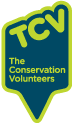 TCV
The
Conservation
Volunteers